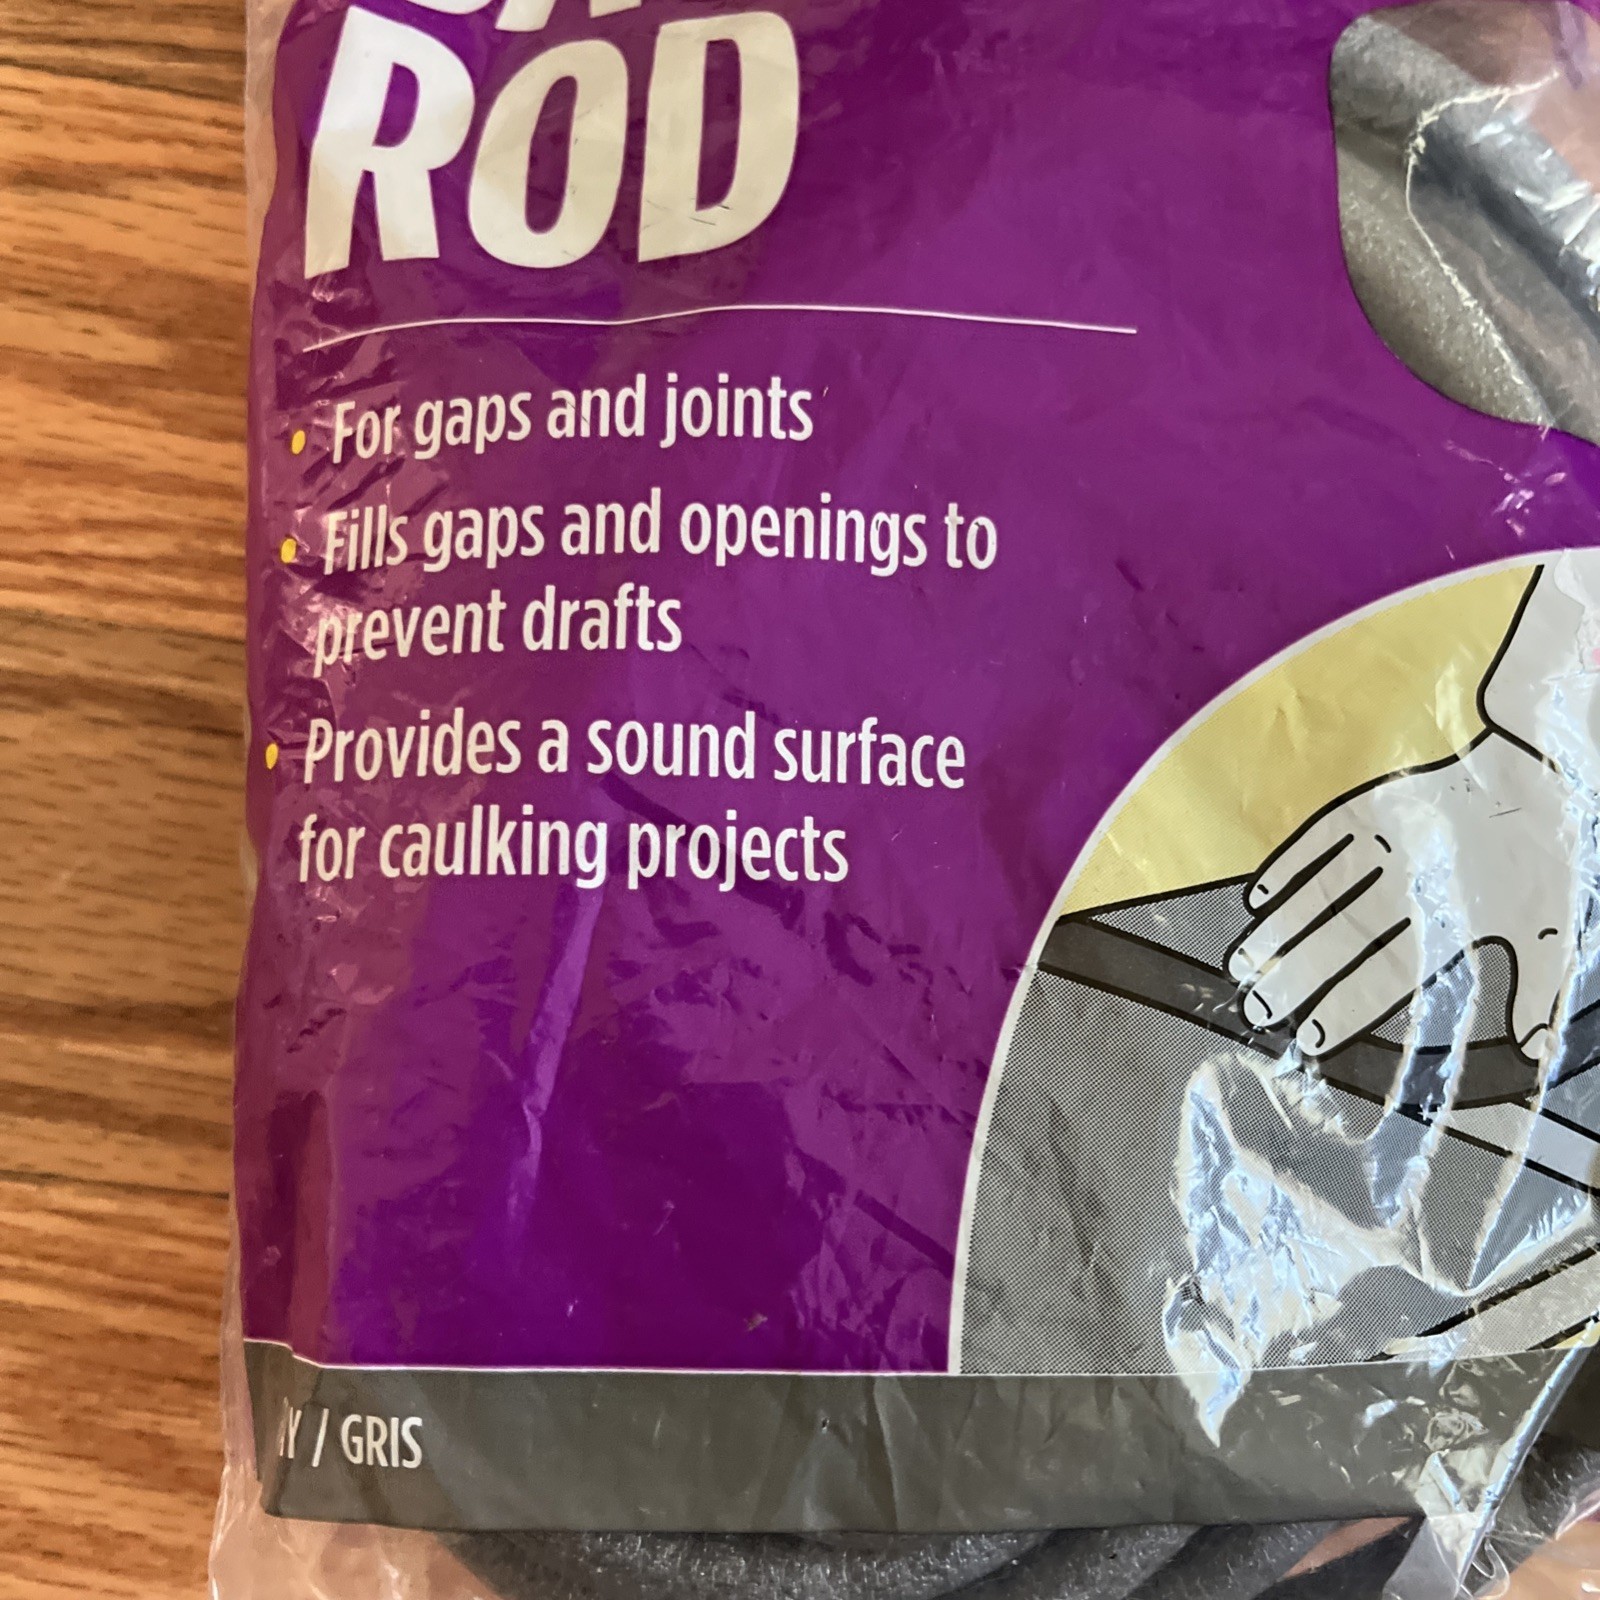 ROD
• For gaps and joints
• Fills gaps and openings to
prevent drafts
• Provides a sound surface
for caulking projects
/ GRIS